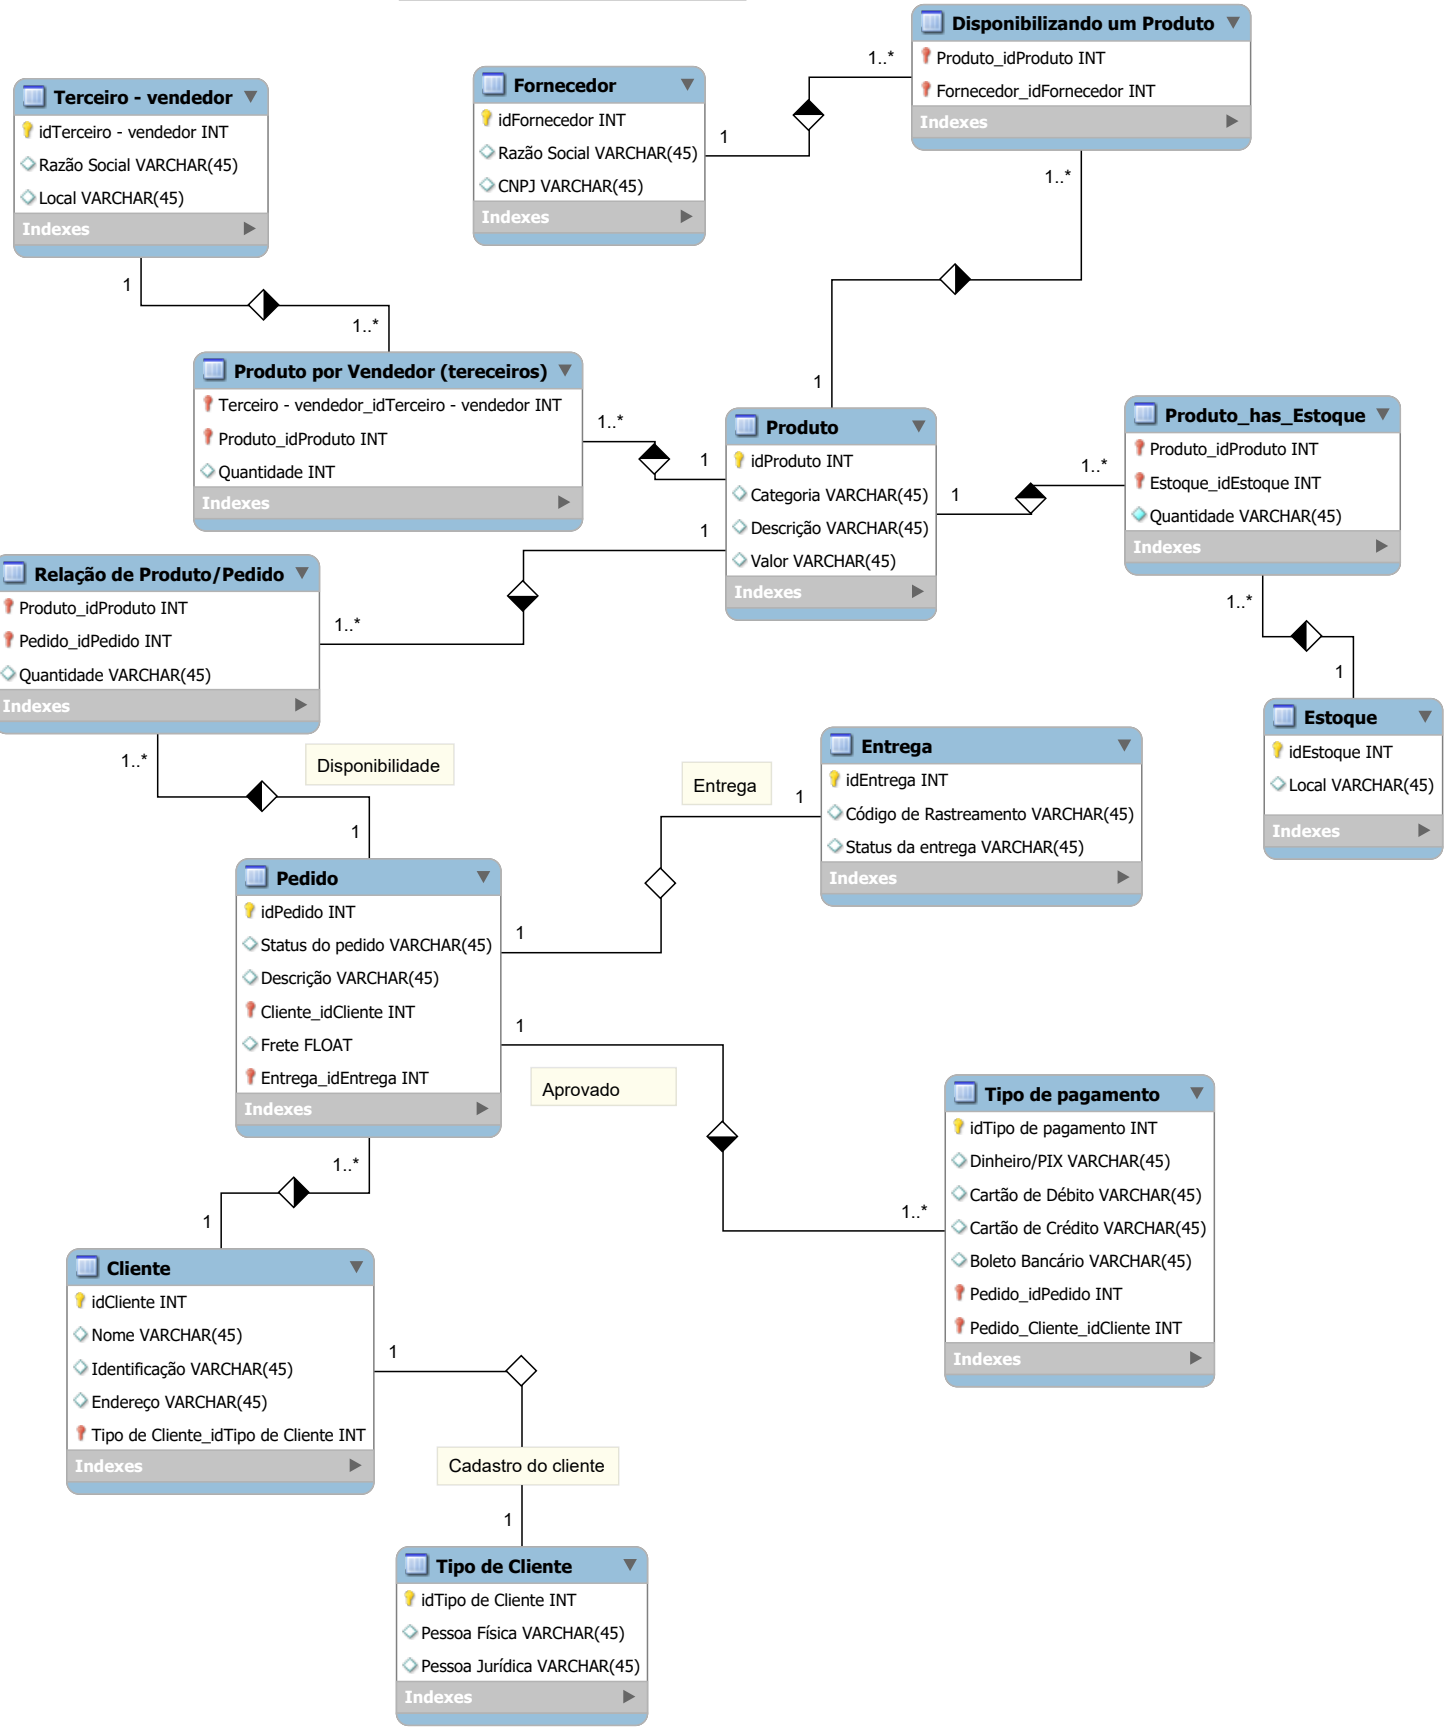 Disponibilizando um Produto
Produto_idProduto INT
Fornecedor_idFornecedor INT
Indexes
1..*
1..*
Fornecedor
idFornecedor INT
Razão Social VARCHAR(45)
CNPJ VARCHAR(45)
Indexes
1
Terceiro - vendedor
idTerceiro - vendedor INT
Razão Social VARCHAR(45)
Local VARCHAR(45)
Indexes
1
1..*
Produto por Vendedor (tereceiros)
Terceiro - vendedor_idTerceiro - vendedor INT
Produto_idProduto INT
Quantidade INT
Indexes
1..*
1
1
1
1
Produto
idProduto INT
Categoria VARCHAR(45)
Descrição VARCHAR(45)
Valor VARCHAR(45)
Indexes
1..*
Produto_has_Estoque
Produto_idProduto INT
Estoque_idEstoque INT
Quantidade VARCHAR(45)
Indexes
1..*
1
Relação de Produto/Pedido
Produto_idProduto INT
Pedido_idPedido INT
Quantidade VARCHAR(45)
Indexes
1..*
1..*
Disponibilidade
1
Estoque
idEstoque INT
Local VARCHAR(45)
Indexes
Entrega
1
Entrega
idEntrega INT
Código de Rastreamento VARCHAR(45)
Status da entrega VARCHAR(45)
Indexes
Pedido
idPedido INT
Status do pedido VARCHAR(45)
Descrição VARCHAR(45)
Cliente_idCliente INT
Frete FLOAT
Entrega_idEntrega INT
Indexes
1
1
Aprovado
1..*
1..*
1
Tipo de pagamento
idTipo de pagamento INT
Dinheiro/PIX VARCHAR(45)
Cartão de Débito VARCHAR(45)
Cartão de Crédito VARCHAR(45)
Boleto Bancário VARCHAR(45)
Pedido_idPedido INT
Pedido_Cliente_idCliente INT
Indexes
Cliente
idCliente INT
Nome VARCHAR(45)
Identificação VARCHAR(45)
Endereço VARCHAR(45)
Tipo de Cliente_idTipo de Cliente INT
Indexes
1
Cadastro do cliente
1
Tipo de Cliente
idTipo de Cliente INT
Pessoa Física VARCHAR(45)
Pessoa Jurídica VARCHAR(45)
Indexes